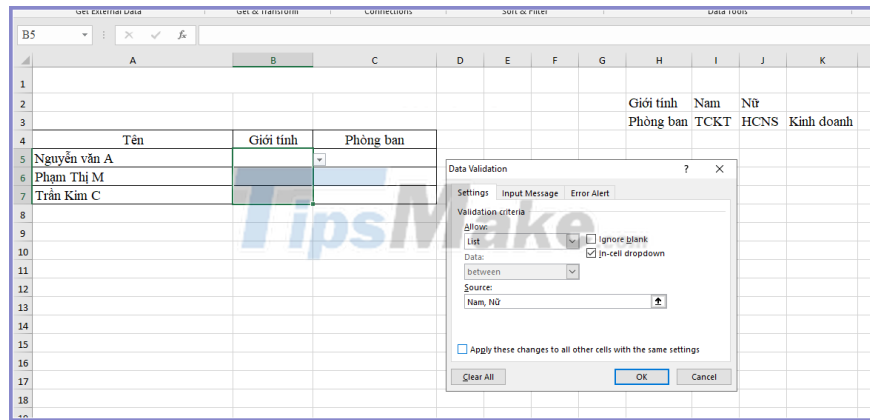 Get External Data Get & Transform Connections Sort & Filter Data Tools
B5 fx
A B C D E F G H I J K
1
2 Giới tính Nam Nữ
3 Phòng ban TCKT HCNS Kinh doanh
4 Tên Giới tính Phòng ban
5 Nguyễn văn A
6 Phạm Thị M
7 Trần Kim C
8
9
10
11
12
13
14
15
16
17
18
19
Data Validation ? ×
Settings Input Message Error Alert
Validation criteria
Allow:
List Ignore blank
In-cell dropdown
Data:
between
Source:
Nam, Nữ
Apply these changes to all other cells with the same settings
Clear All OK Cancel
TipsMake